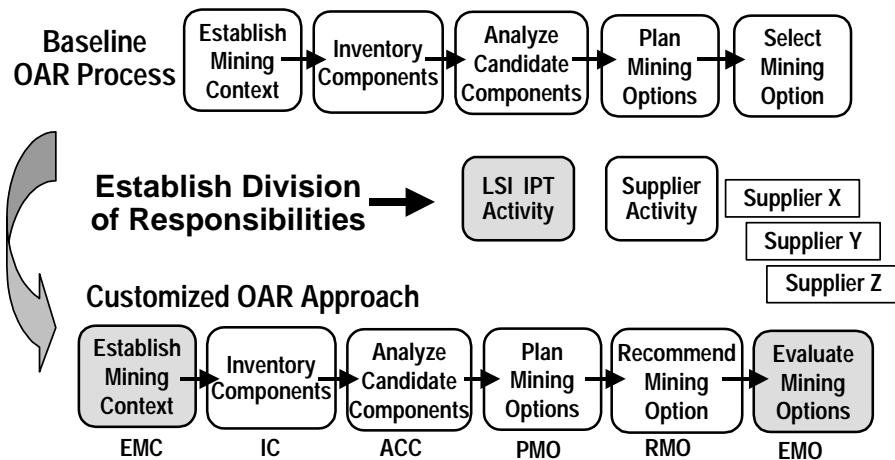 Baseline
OAR Process
Establish
Mining
Context
Inventory
Components
Analyze
Candidate
Components
Plan
Mining
Options
Select
Mining
Option
Establish Division
of Responsibilities
LSI IPT
Activity
Supplier
Activity
Supplier X
Supplier Y
Supplier Z
Customized OAR Approach
Establish
Mining
Context
Inventory
Components
Analyze
Candidate
Components
Plan
Mining
Options
Recommend
Mining
Option
Evaluate
Mining
Options
EMC
IC
ACC
PMO
RMO
EMO